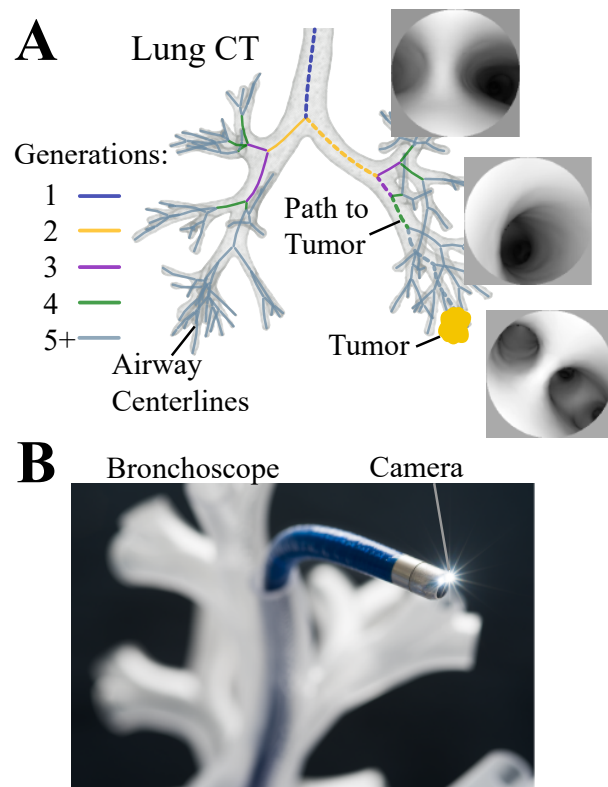 A
Lung CT
Generations:
1
2
3
4
5+
Path to
Tumor
Tumor
Airway
Centerlines
B
Bronchoscope
Camera